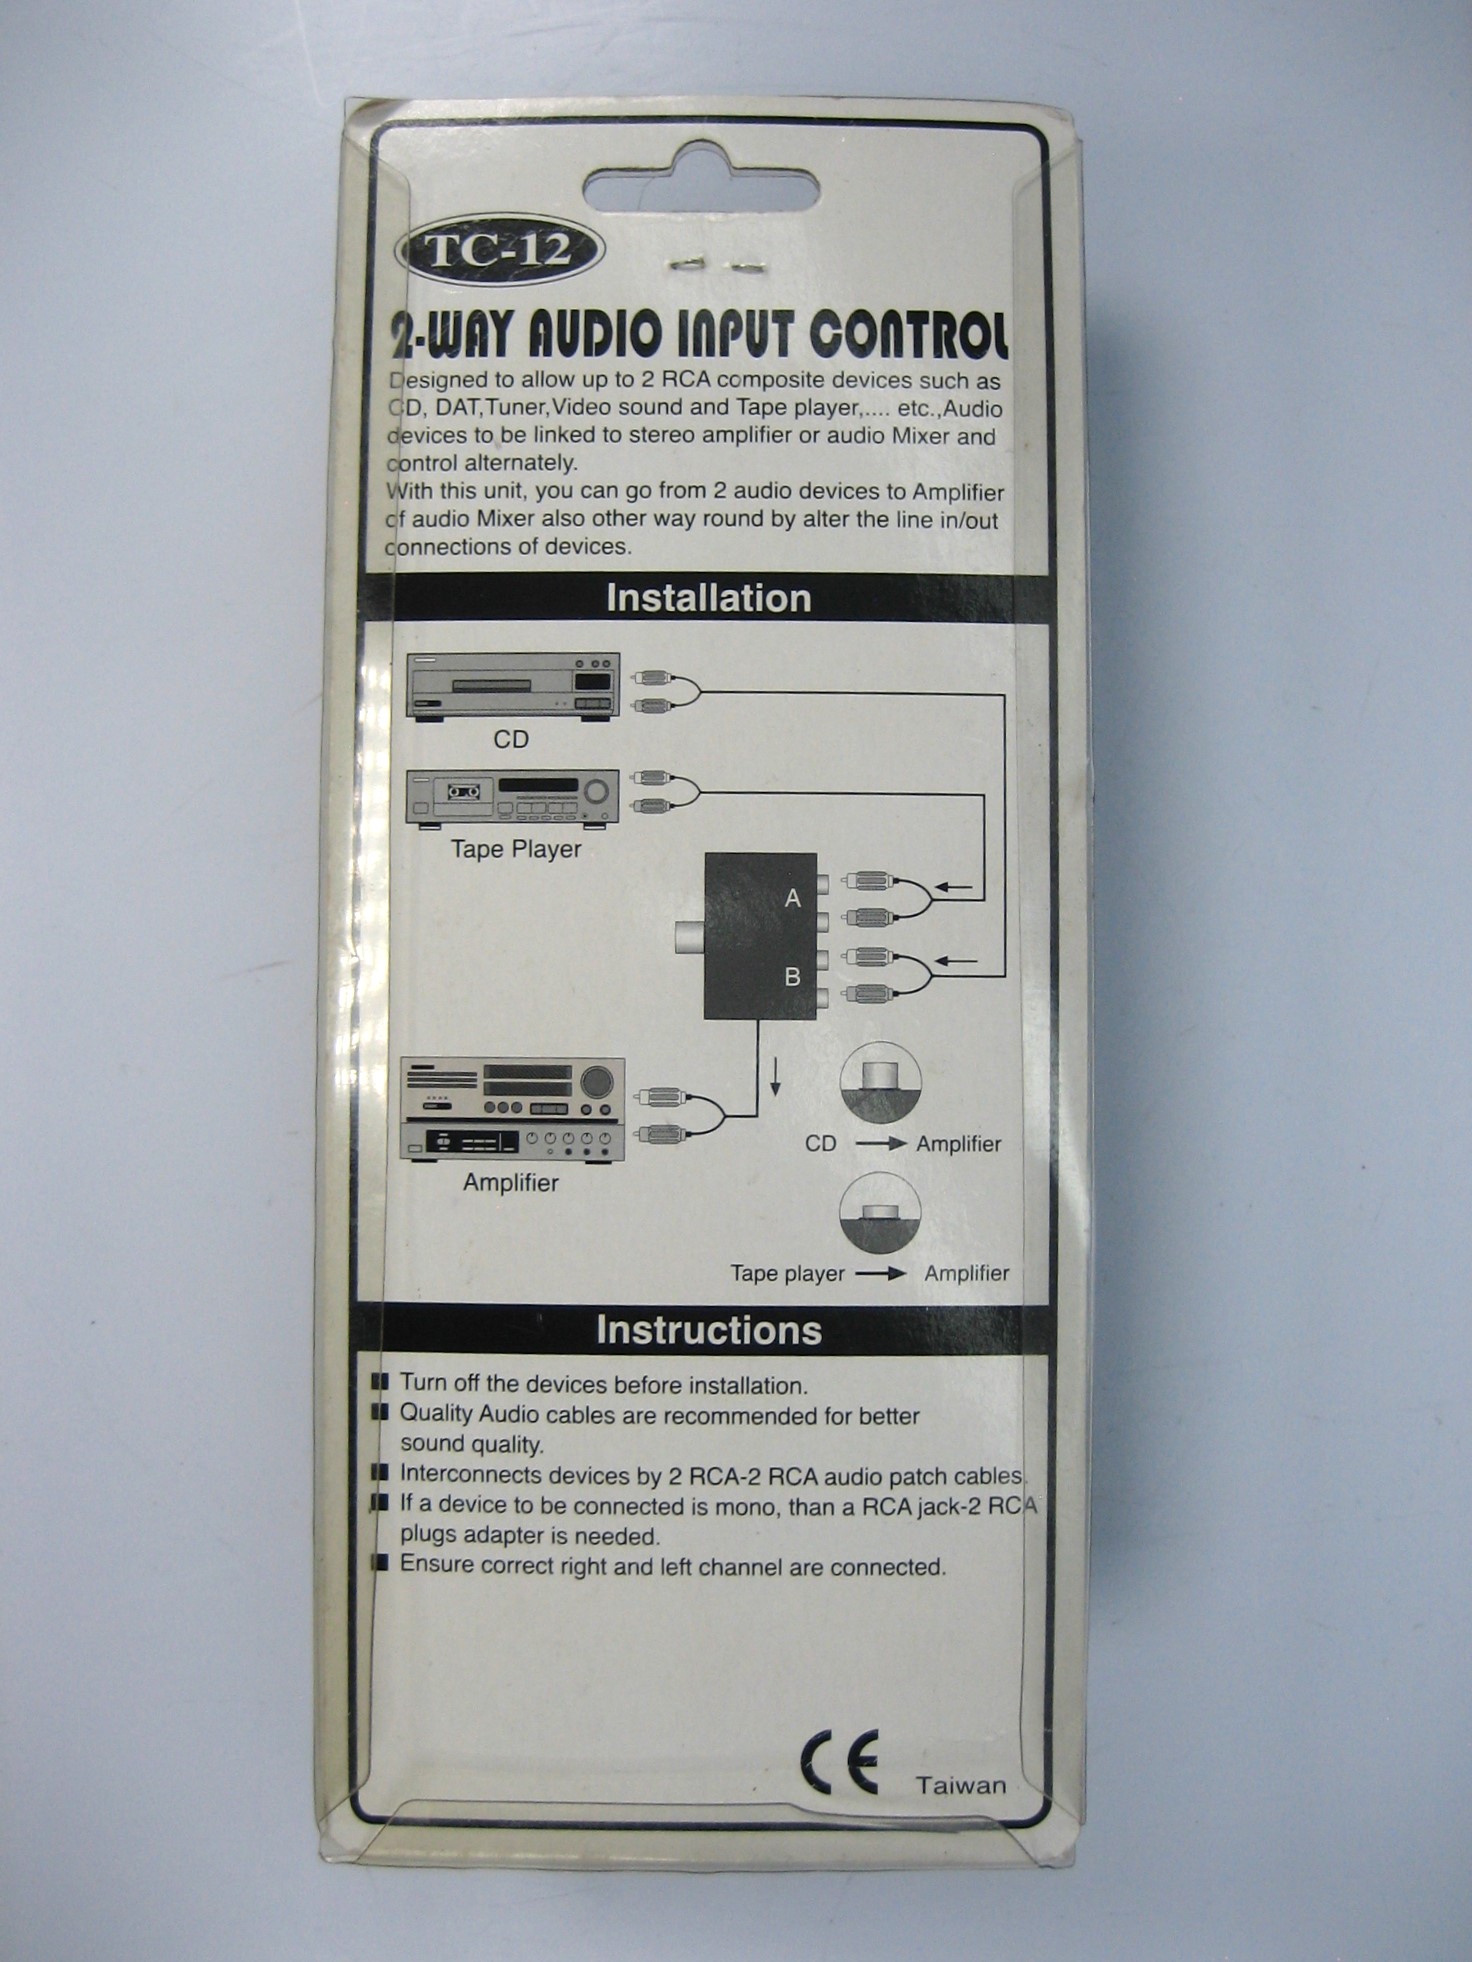 TC-12
2-WAY AUDIO INPUT CONTROL
Designed to allow up to 2 RCA composite devices such as
CD, DAT,Tuner,Video sound and Tape player,.... etc.,Audio
devices to be linked to stereo amplifier or audio Mixer and
control alternately.
With this unit, you can go from 2 audio devices to Amplifier
of audio Mixer also other way round by alter the line in/out
connections of devices.
Installation
CD
Tape Player
A
B
Amplifier
CD → Amplifier
Tape player → Amplifier
Instructions
■ Turn off the devices before installation.
■ Quality Audio cables are recommended for better
sound quality.
■ Interconnects devices by 2 RCA-2 RCA audio patch cables.
■ If a device to be connected is mono, than a RCA jack-2 RCA
plugs adapter is needed.
■ Ensure correct right and left channel are connected.
CE Taiwan